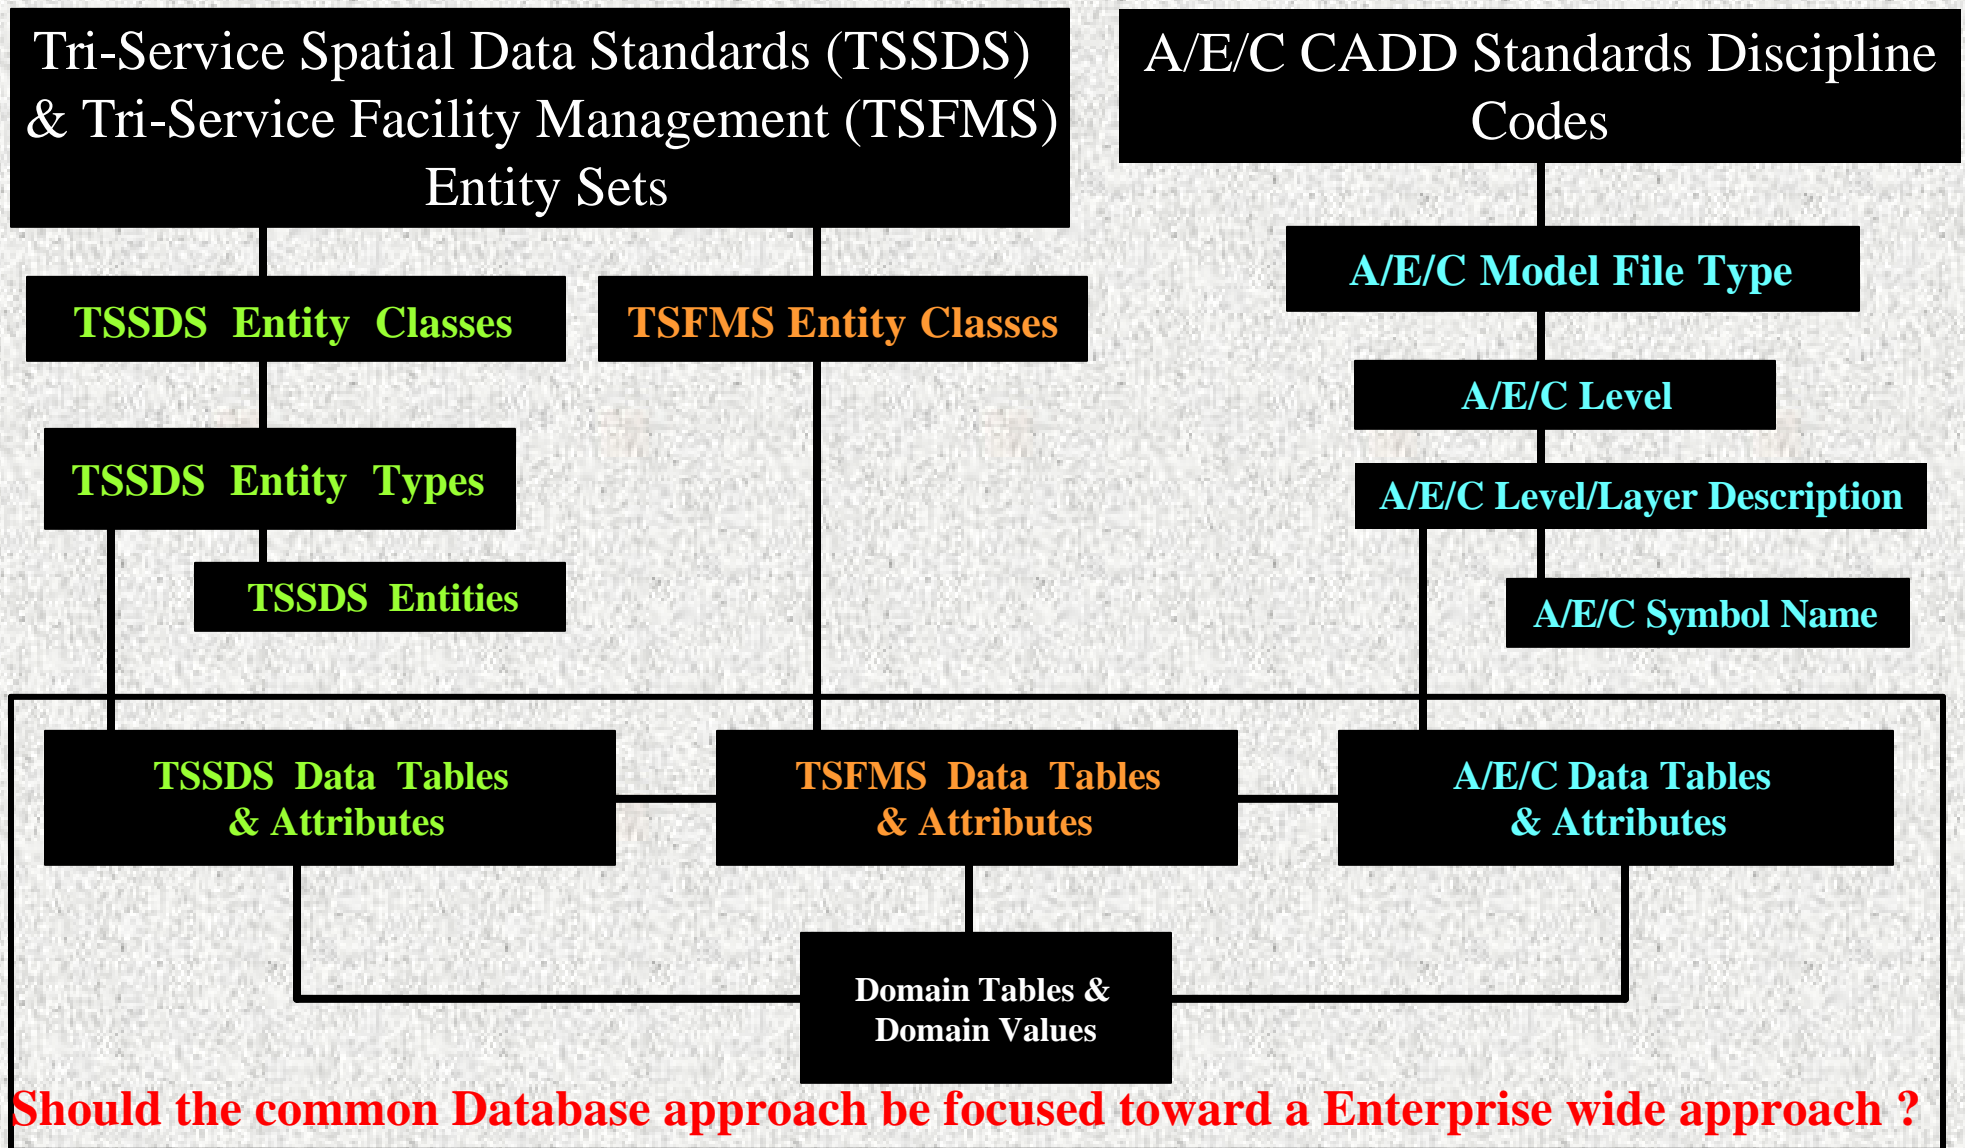 Tri-Service Spatial Data Standards (TSSDS)
& Tri-Service Facility Management (TSFMS)
Entity Sets
A/E/C CADD Standards Discipline
Codes
TSSDS Entity Classes
TSFMS Entity Classes
A/E/C Model File Type
A/E/C Level
TSSDS Entity Types
A/E/C Level/Layer Description
TSSDS Entities
A/E/C Symbol Name
TSSDS Data Tables
& Attributes
TSFMS Data Tables
& Attributes
A/E/C Data Tables
& Attributes
Domain Tables &
Domain Values
Should the common Database approach be focused toward a Enterprise wide approach ?